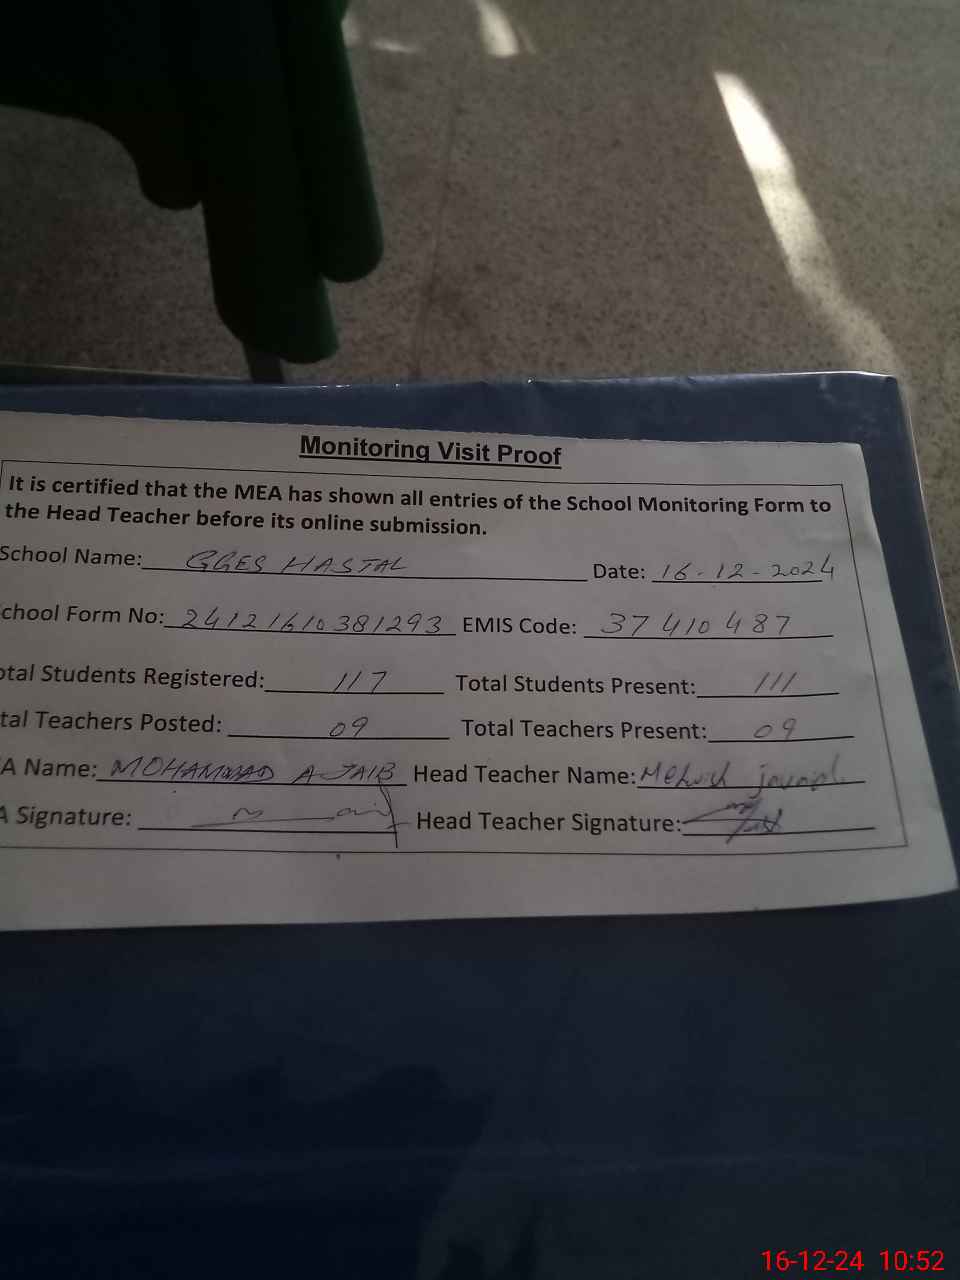 Monitoring Visit Proof
It is certified that the MEA has shown all entries of the School Monitoring Form to
the Head Teacher before its online submission.
School Name: GGES HASTAL Date: 16-12-2024
chool Form No: 24121610381293 EMIS Code: 37410487
otal Students Registered: 117 Total Students Present: 111
tal Teachers Posted: 09 Total Teachers Present: 09
A Name: MOHAMMAD AJAIB Head Teacher Name:
A Signature: Head Teacher Signature:
16-12-24 10:52